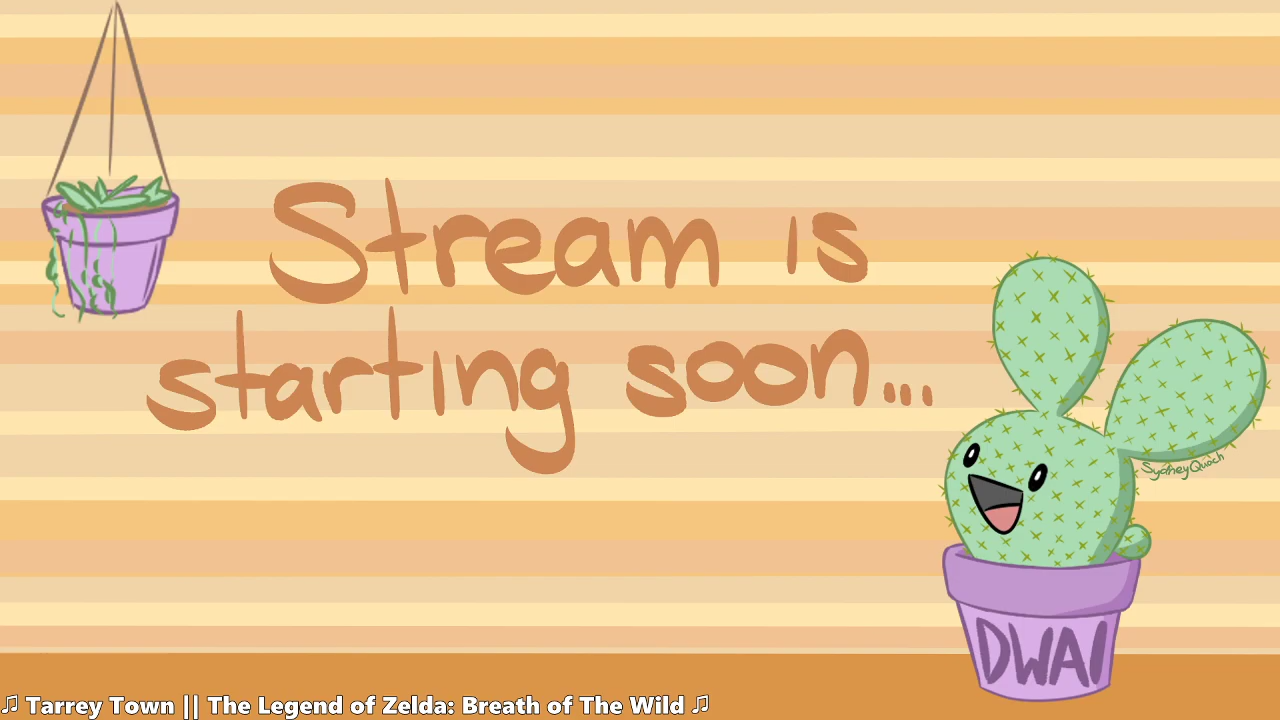 Stream is
starting soon...
SydneyQuach
DWAI
♫ Tarrey Town || The Legend of Zelda: Breath of The Wild ♫